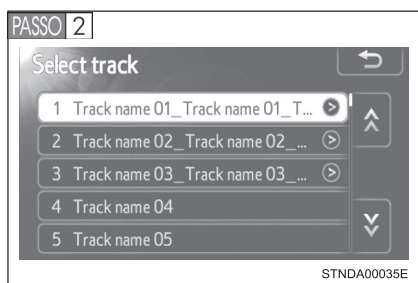 PASSO 2
Select track
1 Track name 01_Track name 01_T...
2 Track name 02_Track name 02_...
3 Track name 03_Track name 03_...
4 Track name 04
5 Track name 05
STNDA00035E